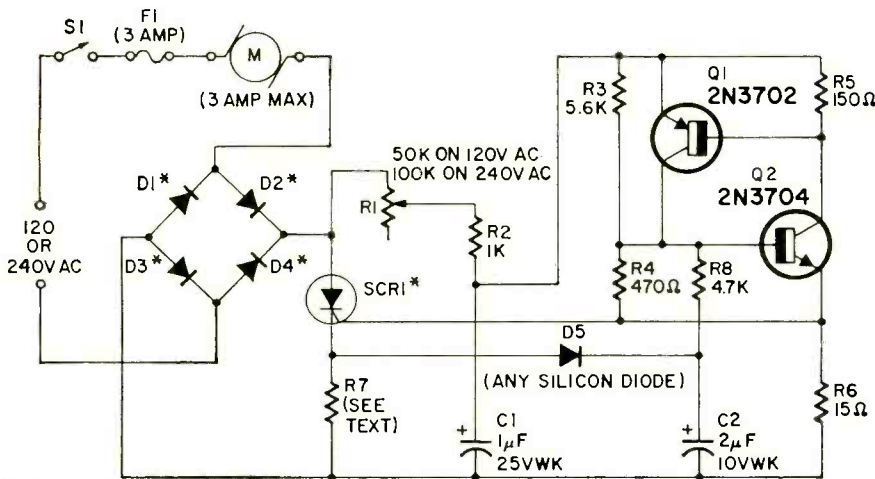 S1
F1
(3 AMP)
M
(3 AMP MAX)
120
OR
240V AC
D1*
D2*
D3*
D4*
50K ON 120V AC
100K ON 240V AC
R1
R2
1K
SCR1*
R7
(SEE
TEXT)
C1
+
1µF
25VWK
D5
(ANY SILICON DIODE)
R3
5.6K
Q1
2N3702
R5
150Ω
Q2
2N3704
R4
470Ω
R8
4.7K
R6
15Ω
C2
+
2µF
10VWK